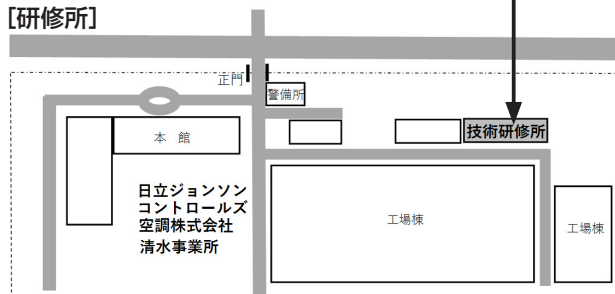 [研修所]
正門
警備所
技術研修所
本　館
日立ジョンソン
コントロールズ
空調株式会社
清水事業所
工場棟
工場棟